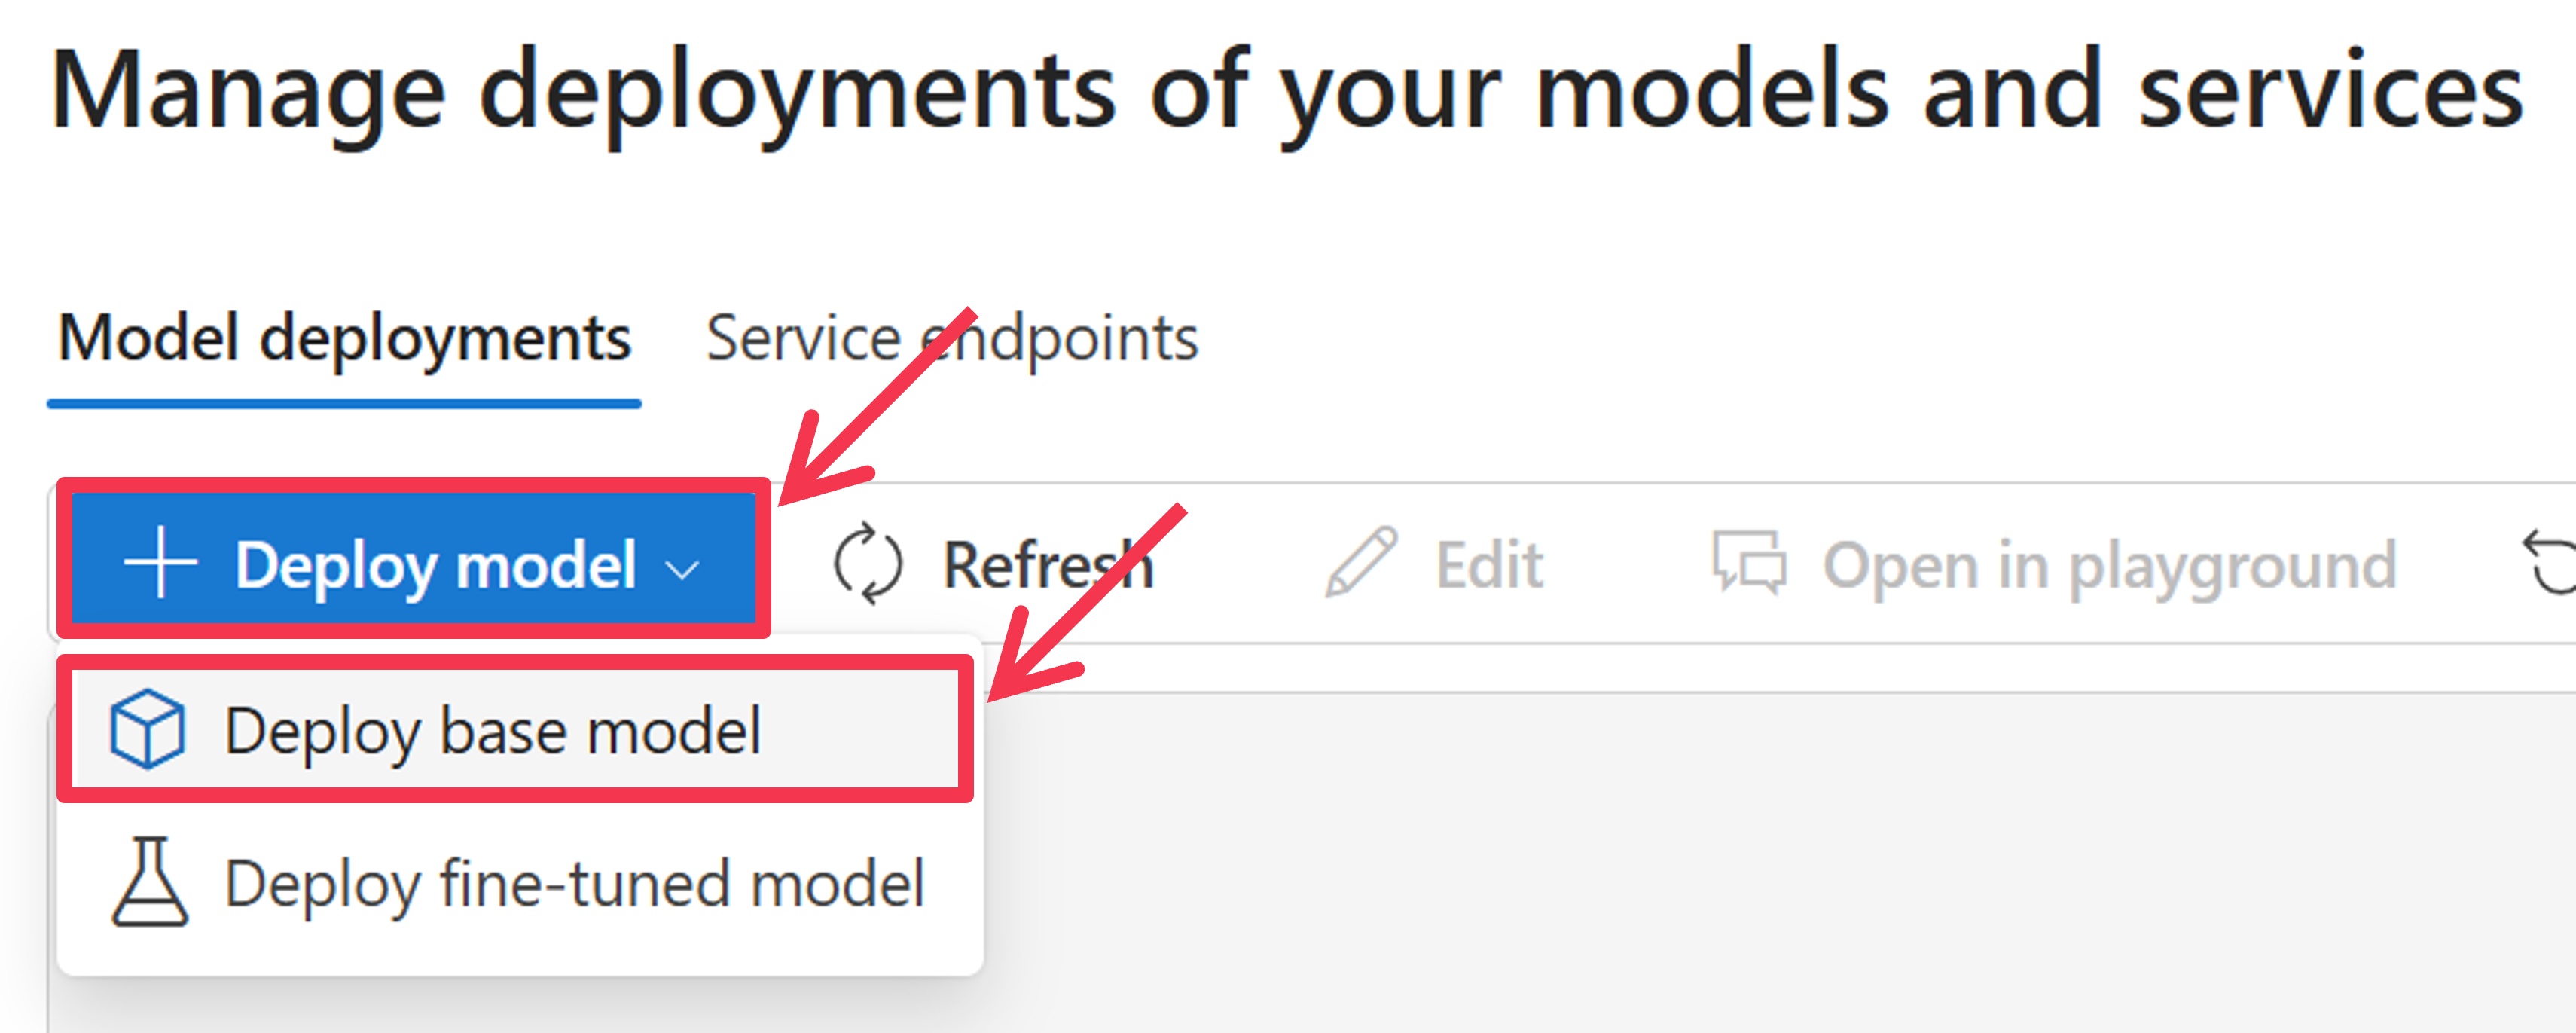 Manage deployments of your models and services
Model deployments Service endpoints
Deploy model Refresh Edit Open in playground
Deploy base model
Deploy fine-tuned model